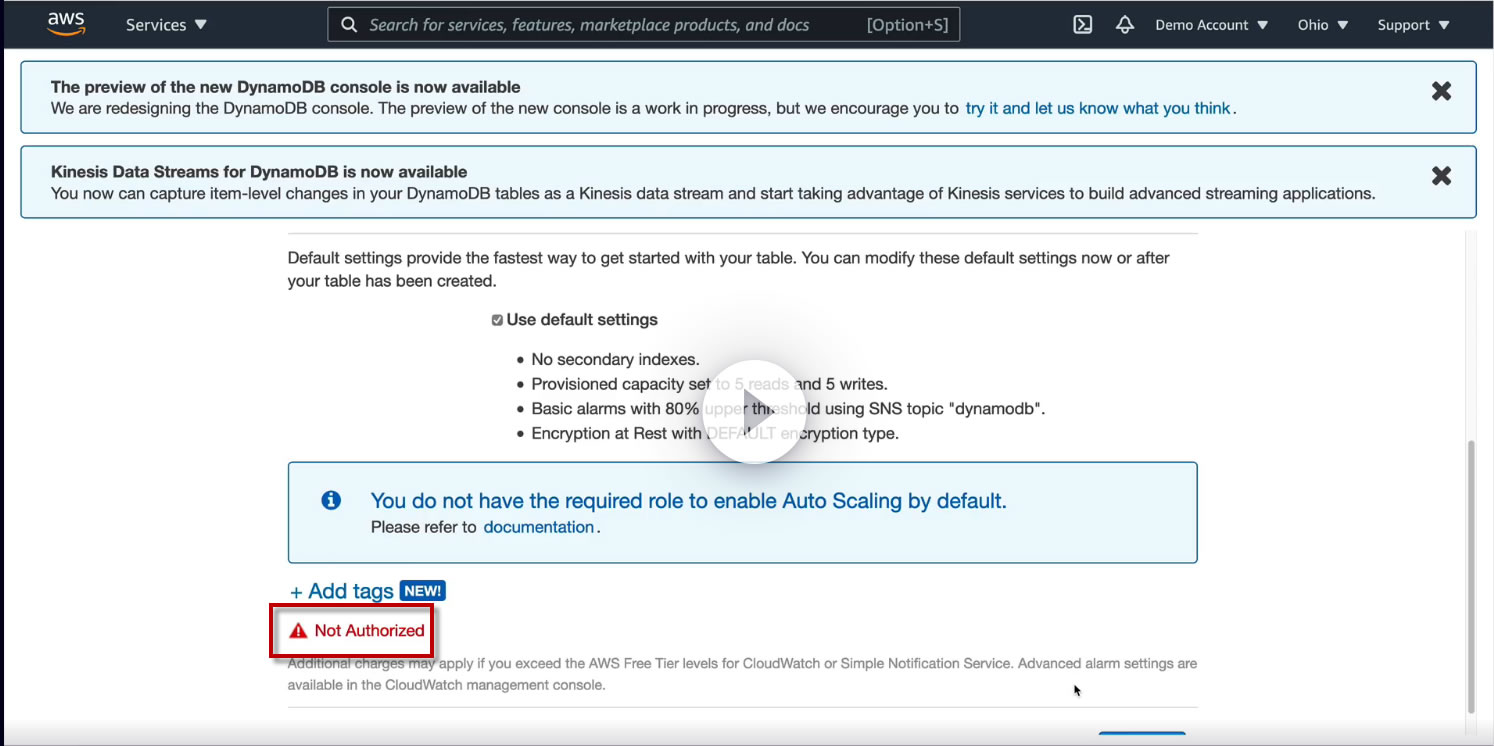 aws Services Search for services, features, marketplace products, and docs [Option+S] Demo Account Ohio Support
The preview of the new DynamoDB console is now available
We are redesigning the DynamoDB console. The preview of the new console is a work in progress, but we encourage you to try it and let us know what you think.
Kinesis Data Streams for DynamoDB is now available
You now can capture item-level changes in your DynamoDB tables as a Kinesis data stream and start taking advantage of Kinesis services to build advanced streaming applications.
Default settings provide the fastest way to get started with your table. You can modify these default settings now or after
your table has been created.
Use default settings
• No secondary indexes.
• Provisioned capacity set to 5 reads and 5 writes.
• Basic alarms with 80% upper threshold using SNS topic "dynamodb".
• Encryption at Rest with DEFAULT encryption type.
You do not have the required role to enable Auto Scaling by default.
Please refer to documentation.
+ Add tags NEW!
Not Authorized
Additional charges may apply if you exceed the AWS Free Tier levels for CloudWatch or Simple Notification Service. Advanced alarm settings are
available in the CloudWatch management console.